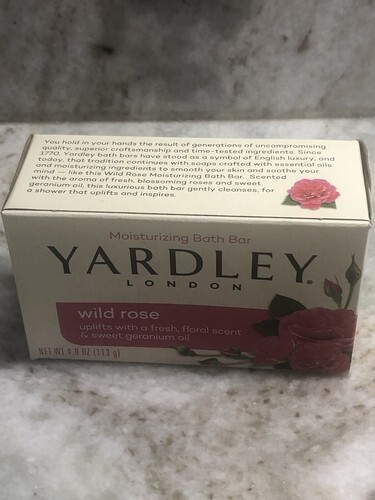 You hold in your hands the result of generations of uncompromising
quality, superior craftsmanship and time-tested ingredients. Since
1770, Yardley bath bars have stood as a symbol of English luxury, and
today, that tradition continues with soaps crafted with essential oils
and moisturizing ingredients to smooth your skin and soothe your
mind — like this Wild Rose Moisturizing Bath Bar. Scented
with the aroma of fresh, blossoming roses and sweet
geranium oil, this luxurious bath bar gently cleanses, for
a shower that uplifts and inspires.
Moisturizing Bath Bar
YARDLEY®
LONDON
wild rose
uplifts with a fresh, floral scent
& sweet geranium oil
NET WT 4.0 OZ (113 g)